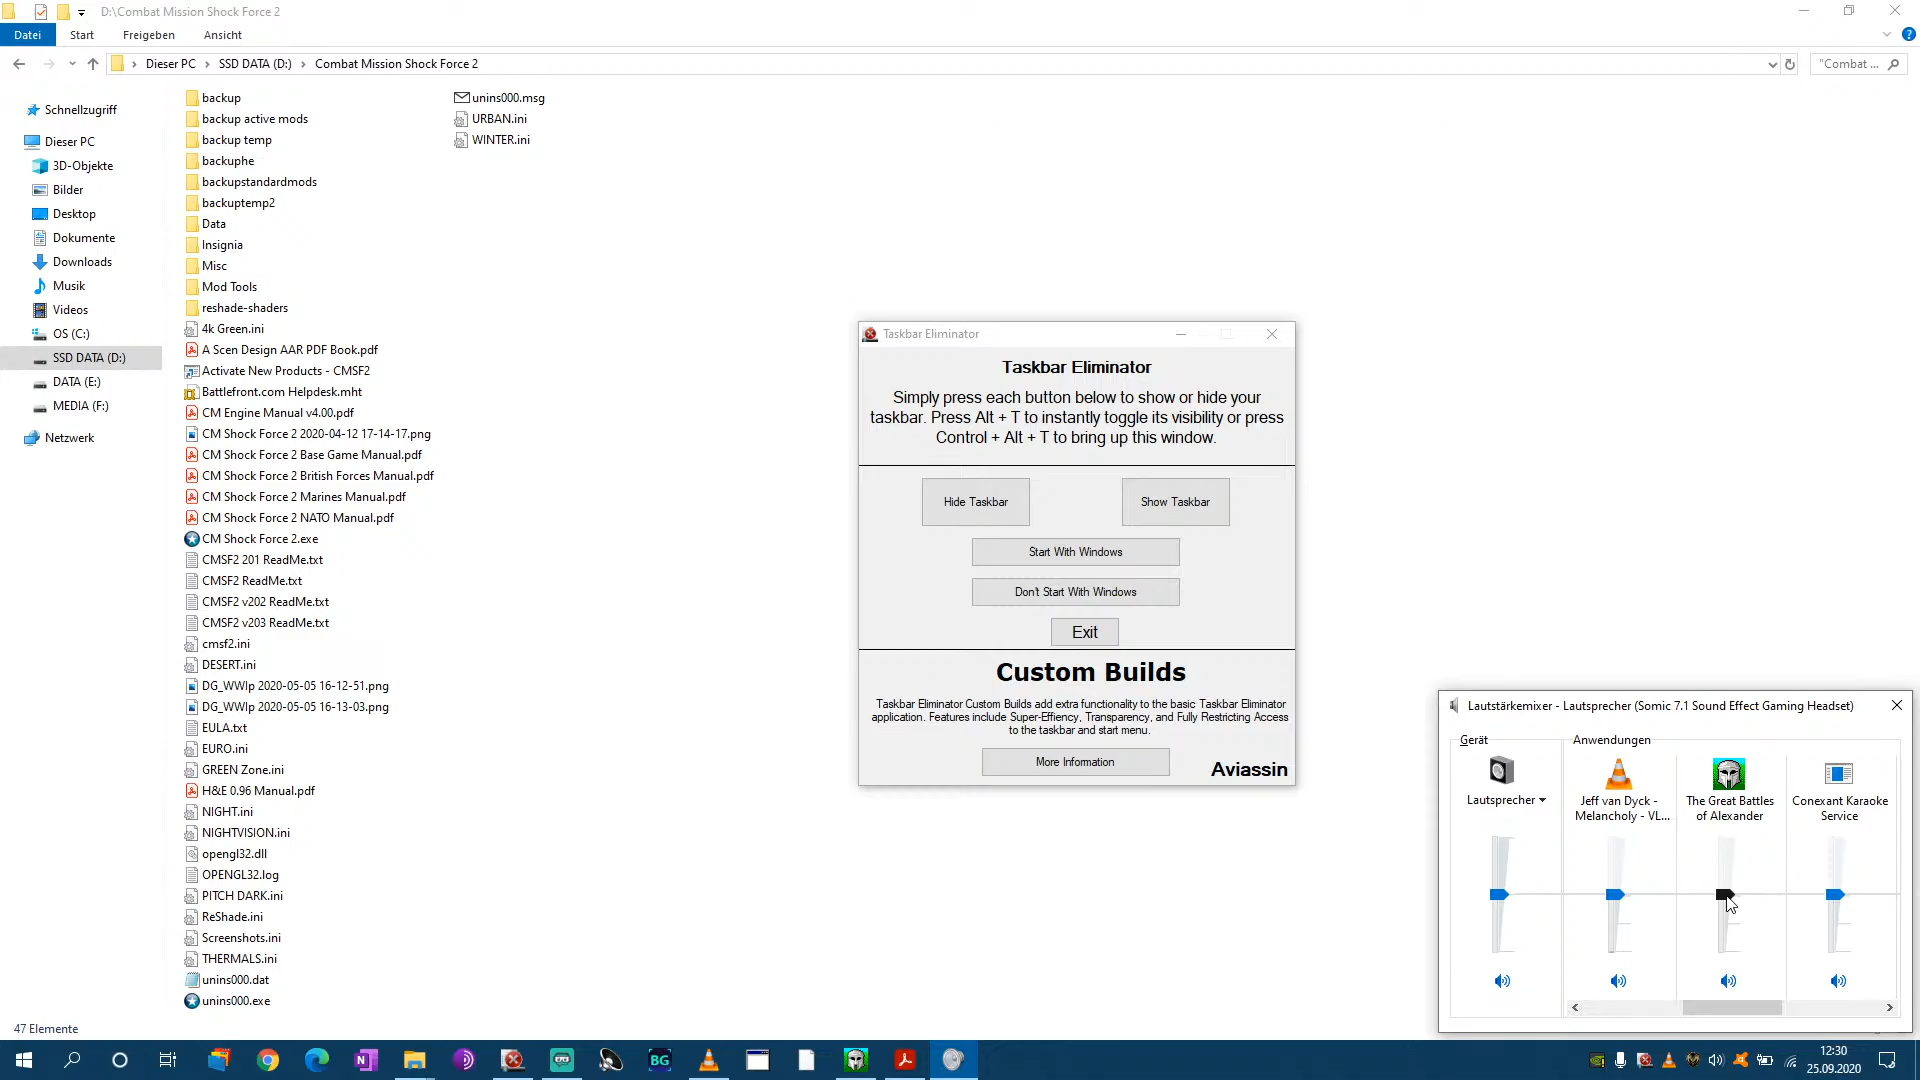 D:\Combat Mission Shock Force 2
Datei Start Freigeben Ansicht
Dieser PC SSD DATA (D:) Combat Mission Shock Force 2
"Combat ...
Schnellzugriff
Dieser PC
3D-Objekte
Bilder
Desktop
Dokumente
Downloads
Musik
Videos
OS (C:)
SSD DATA (D:)
DATA (E:)
MEDIA (F:)
Netzwerk
backup
backup active mods
backup temp
backuphe
backupstandardmods
backuptemp2
Data
Insignia
Misc
Mod Tools
reshade-shaders
4k Green.ini
A Scen Design AAR PDF Book.pdf
Activate New Products - CMSF2
Battlefront.com Helpdesk.mht
CM Engine Manual v4.00.pdf
CM Shock Force 2 2020-04-12 17-14-17.png
CM Shock Force 2 Base Game Manual.pdf
CM Shock Force 2 British Forces Manual.pdf
CM Shock Force 2 Marines Manual.pdf
CM Shock Force 2 NATO Manual.pdf
CM Shock Force 2.exe
CMSF2 201 ReadMe.txt
CMSF2 ReadMe.txt
CMSF2 v202 ReadMe.txt
CMSF2 v203 ReadMe.txt
cmsf2.ini
DESERT.ini
DG_WWIp 2020-05-05 16-12-51.png
DG_WWIp 2020-05-05 16-13-03.png
EULA.txt
EURO.ini
GREEN Zone.ini
H&E 0.96 Manual.pdf
NIGHT.ini
NIGHTVISION.ini
opengl32.dll
OPENGL32.log
PITCH DARK.ini
ReShade.ini
Screenshots.ini
THERMALS.ini
unins000.dat
unins000.exe
unins000.msg
URBAN.ini
WINTER.ini
47 Elemente
Taskbar Eliminator
Taskbar Eliminator
Simply press each button below to show or hide your
taskbar. Press Alt + T to instantly toggle its visibility or press
Control + Alt + T to bring up this window.
Hide Taskbar
Show Taskbar
Start With Windows
Don't Start With Windows
Exit
Custom Builds
Taskbar Eliminator Custom Builds add extra functionality to the basic Taskbar Eliminator
application. Features include Super-Effiency, Transparency, and Fully Restricting Access
to the taskbar and start menu.
More Information
Aviassin
Lautstärkemixer - Lautsprecher (Somic 7.1 Sound Effect Gaming Headset)
Gerät
Anwendungen
Lautsprecher
Jeff van Dyck -
Melancholy - VL...
The Great Battles
of Alexander
Conexant Karaoke
Service
N
BG
12:30
25.09.2020